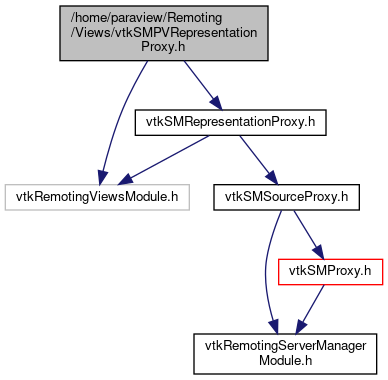 /home/paraview/Remoting
/Views/vtkSMPVRepresentation
Proxy.h
vtkSMRepresentationProxy.h
vtkRemotingViewsModule.h
vtkSMSourceProxy.h
vtkSMProxy.h
vtkRemotingServerManager
Module.h